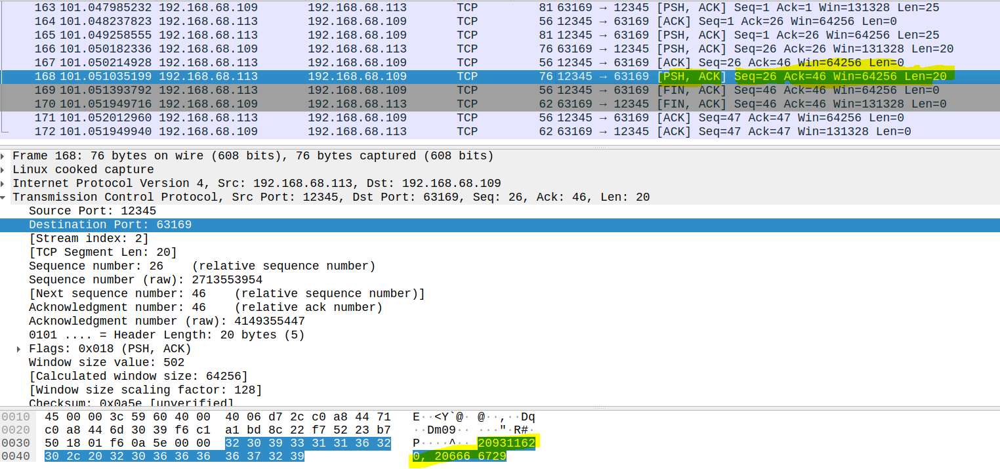 163 101.047985232 192.168.68.109 192.168.68.113 TCP 81 63169 → 12345 [PSH, ACK] Seq=1 Ack=1 Win=131328 Len=25
164 101.048237823 192.168.68.113 192.168.68.109 TCP 56 12345 → 63169 [ACK] Seq=1 Ack=26 Win=64256 Len=0
165 101.049258555 192.168.68.113 192.168.68.109 TCP 81 12345 → 63169 [PSH, ACK] Seq=1 Ack=26 Win=64256 Len=25
166 101.050182336 192.168.68.109 192.168.68.113 TCP 76 63169 → 12345 [PSH, ACK] Seq=26 Ack=26 Win=131328 Len=20
167 101.050214928 192.168.68.113 192.168.68.109 TCP 56 12345 → 63169 [ACK] Seq=26 Ack=46 Win=64256 Len=0
168 101.051035199 192.168.68.113 192.168.68.109 TCP 76 12345 → 63169 [PSH, ACK] Seq=26 Ack=46 Win=64256 Len=20
169 101.051393792 192.168.68.113 192.168.68.109 TCP 56 12345 → 63169 [FIN, ACK] Seq=46 Ack=46 Win=64256 Len=0
170 101.051949716 192.168.68.109 192.168.68.113 TCP 62 63169 → 12345 [FIN, ACK] Seq=46 Ack=46 Win=131328 Len=0
171 101.052012960 192.168.68.113 192.168.68.109 TCP 56 12345 → 63169 [ACK] Seq=47 Ack=47 Win=64256 Len=0
172 101.051949940 192.168.68.109 192.168.68.113 TCP 62 63169 → 12345 [ACK] Seq=47 Ack=47 Win=131328 Len=0
Frame 168: 76 bytes on wire (608 bits), 76 bytes captured (608 bits)
Linux cooked capture
Internet Protocol Version 4, Src: 192.168.68.113, Dst: 192.168.68.109
Transmission Control Protocol, Src Port: 12345, Dst Port: 63169, Seq: 26, Ack: 46, Len: 20
Source Port: 12345
Destination Port: 63169
[Stream index: 2]
[TCP Segment Len: 20]
Sequence number: 26 (relative sequence number)
Sequence number (raw): 2713553954
[Next sequence number: 46 (relative sequence number)]
Acknowledgment number: 46 (relative ack number)
Acknowledgment number (raw): 4149355447
0101 .... = Header Length: 20 bytes (5)
Flags: 0x018 (PSH, ACK)
Window size value: 502
[Calculated window size: 64256]
[Window size scaling factor: 128]
Checksum: 0x0a5e [unverified]
0010 45 00 00 3c 59 60 40 00 40 06 d7 2c c0 a8 44 71 E··<Y`@· @··,··Dq
0020 c0 a8 44 6d 30 39 f6 c1 a1 bd 8c 22 f7 52 23 b7 ··Dm09·· ···"·R#·
0030 50 18 01 f6 0a 5e 00 00 32 30 39 33 31 31 36 32 P····^·· 20931162
0040 30 2c 20 32 30 36 36 36 36 37 32 39 0, 20666 6729